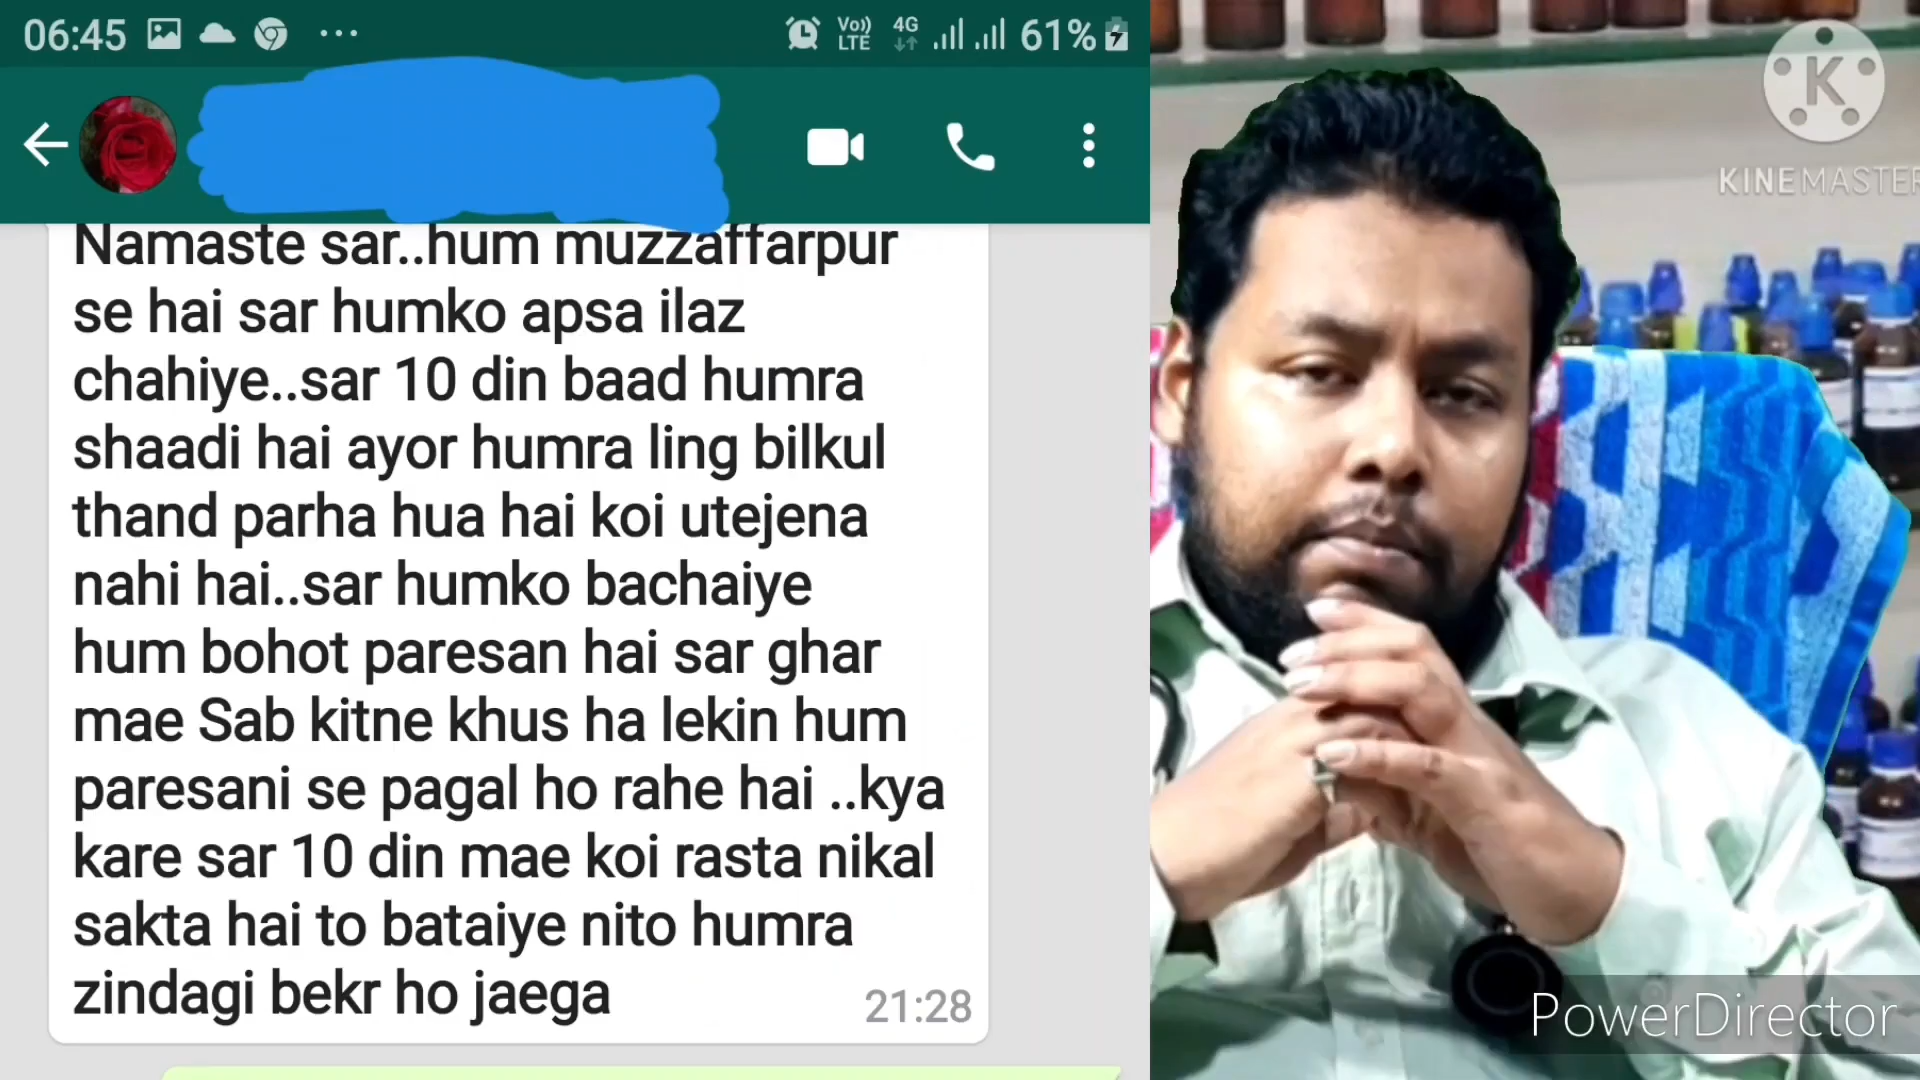 06:45
Vo))
LTE
4G
61%
Namaste sar..hum muzzaffarpur
se hai sar humko apsa ilaz
chahiye..sar 10 din baad humra
shaadi hai ayor humra ling bilkul
thand parha hua hai koi utejena
nahi hai..sar humko bachaiye
hum bohot paresan hai sar ghar
mae Sab kitne khus ha lekin hum
paresani se pagal ho rahe hai ..kya
kare sar 10 din mae koi rasta nikal
sakta hai to bataiye nito humra
zindagi bekr ho jaega
21:28
K
KINEMASTER
PowerDirector